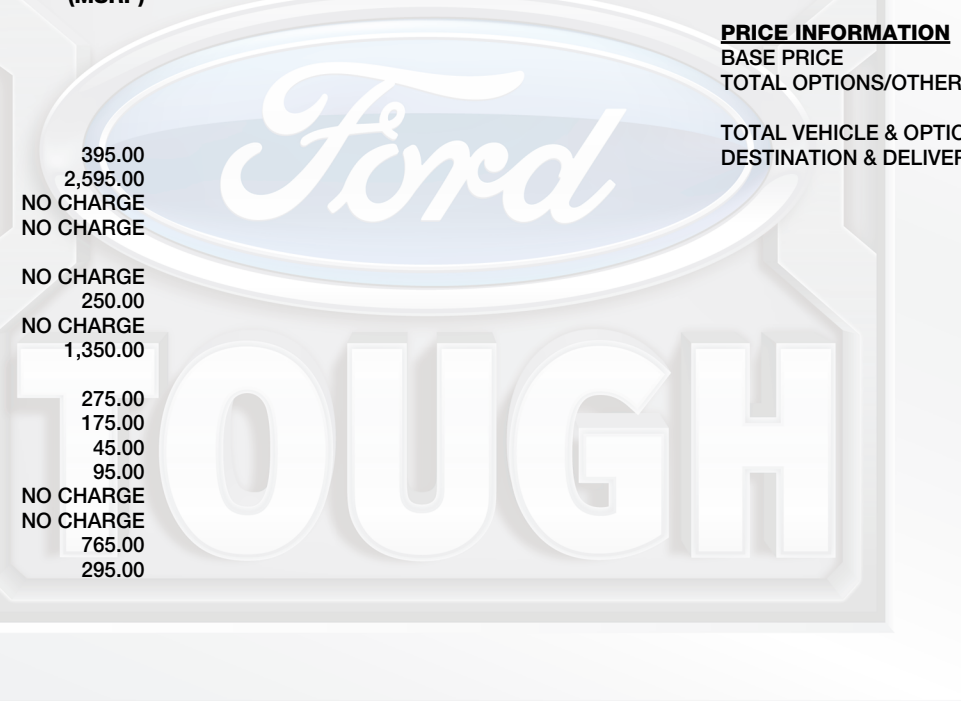 (MSRP)
395.00
2,595.00
NO CHARGE
NO CHARGE
NO CHARGE
250.00
NO CHARGE
1,350.00
275.00
175.00
45.00
95.00
NO CHARGE
NO CHARGE
765.00
295.00
PRICE INFORMATION
BASE PRICE
TOTAL OPTIONS/OTHER
TOTAL VEHICLE & OPTIO
DESTINATION & DELIVER
Ford
TOUGH